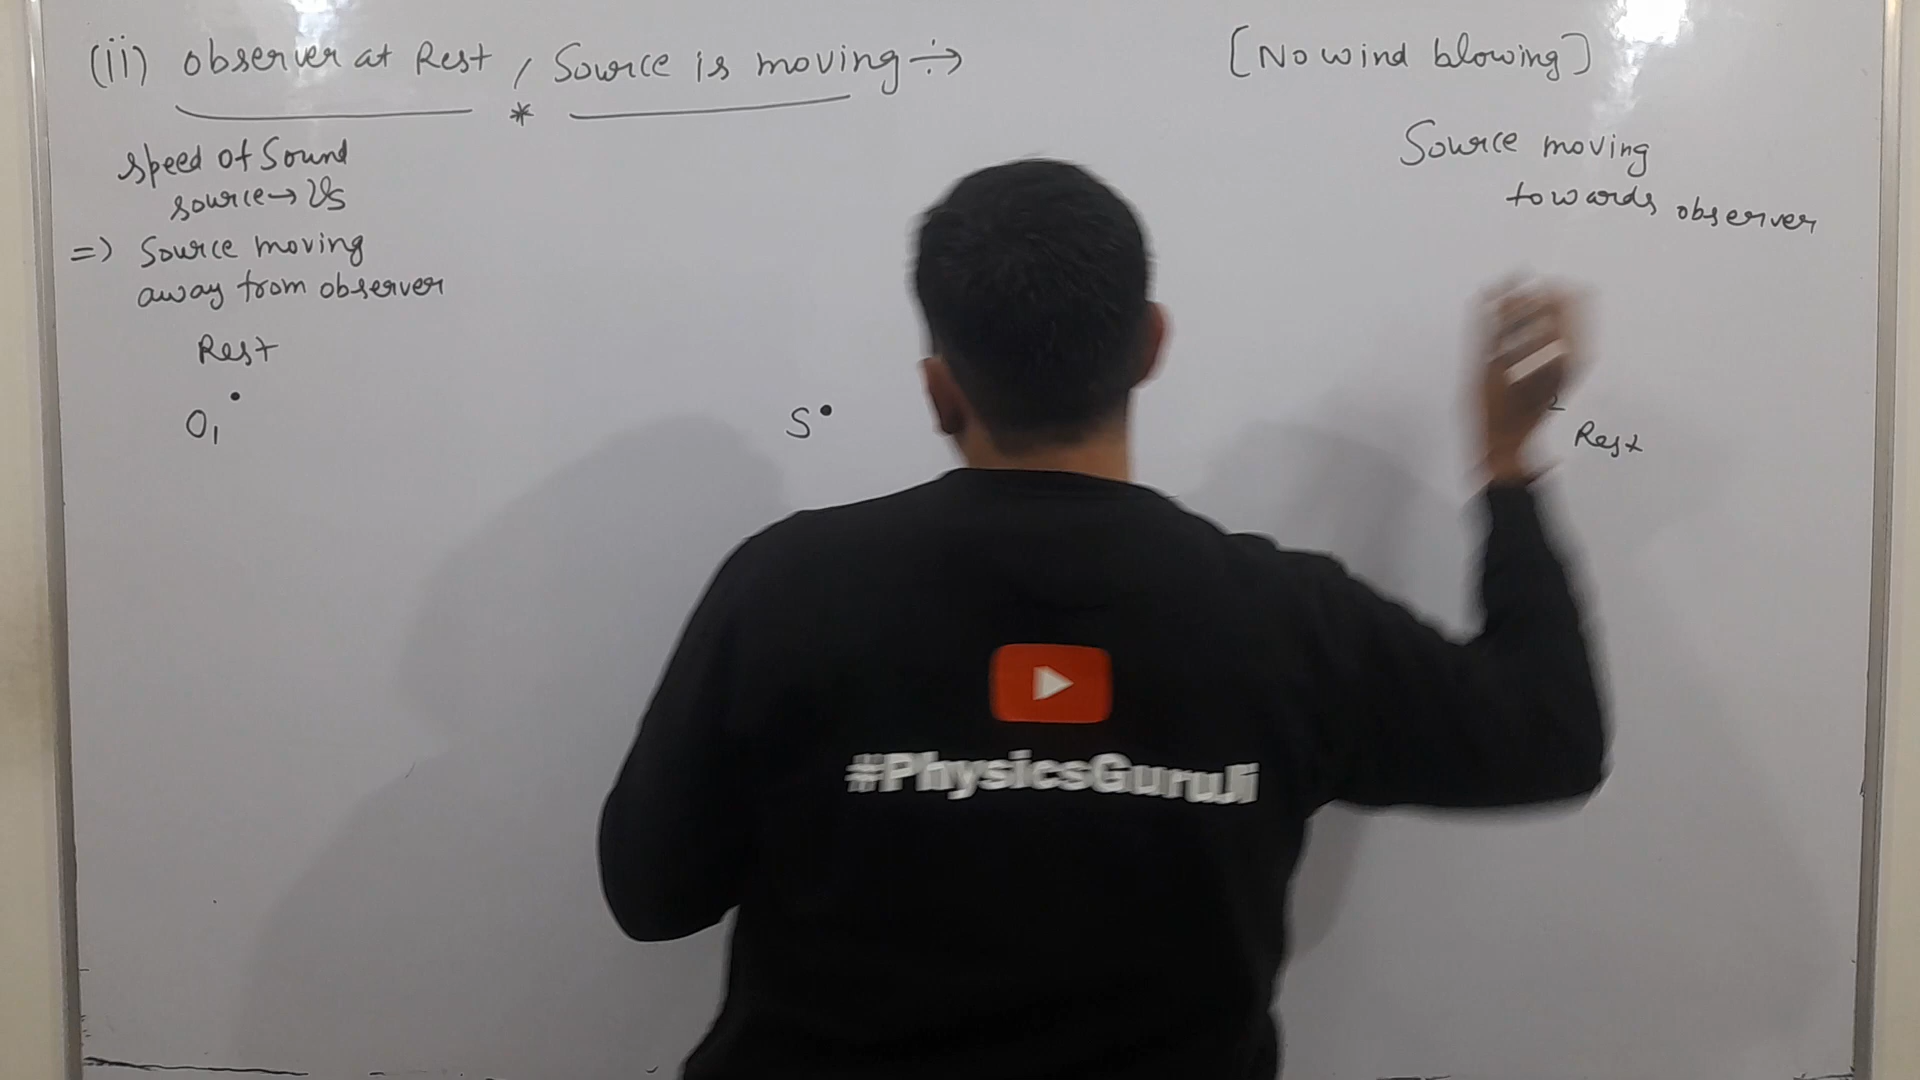 (ii) observer at Rest, Source is moving ÷→
[No wind blowing]
*
speed of Sound
source → Vs
=) Source moving
away from observer
Source moving
towards observer
Rest
O1
S
2
Rest
#PhysicsGuruJi